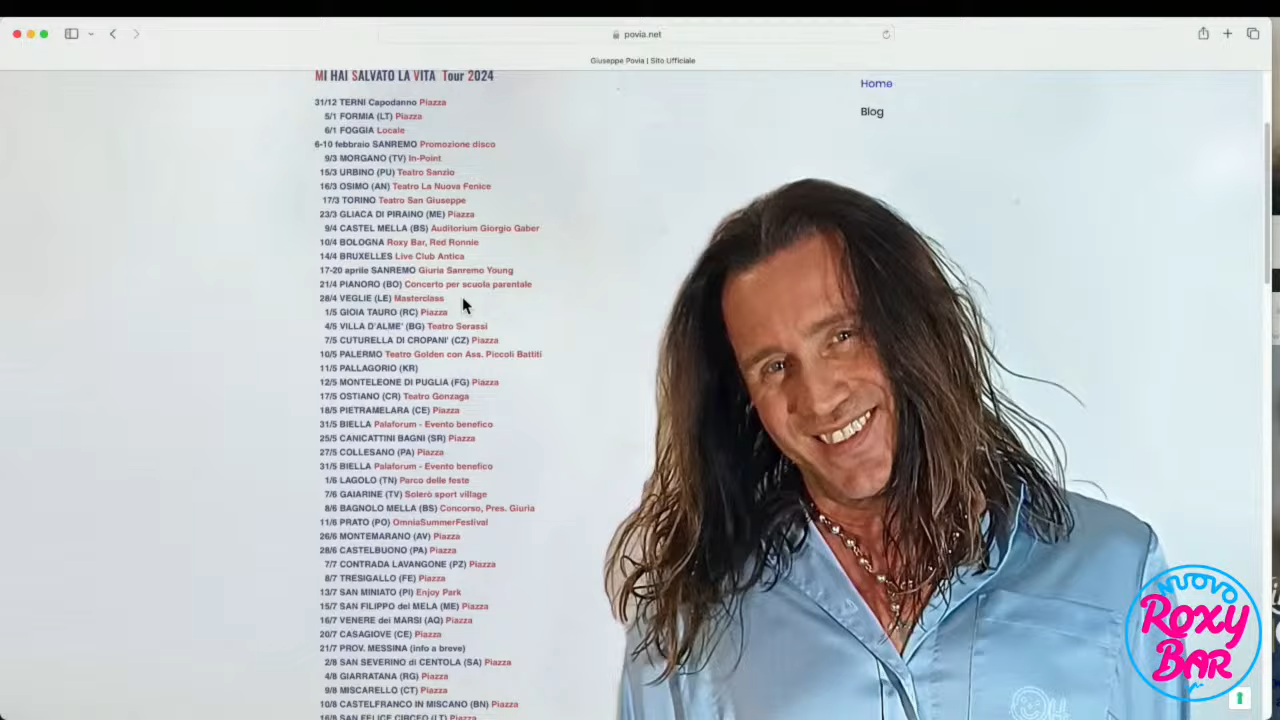 povia.net
Giuseppe Povia | Sito Ufficiale
MI HAI SALVATO LA VITA Tour 2024
Home
Blog
31/12 TERNI Capodanno Piazza
5/1 FORMIA (LT) Piazza
6/1 FOGGIA Locale
6-10 febbraio SANREMO Promozione disco
9/3 MORGANO (TV) In-Point
15/3 URBINO (PU) Teatro Sanzio
16/3 OSIMO (AN) Teatro La Nuova Fenice
17/3 TORINO Teatro San Giuseppe
23/3 GLIACA DI PIRAINO (ME) Piazza
9/4 CASTEL MELLA (BS) Auditorium Giorgio Gaber
10/4 BOLOGNA Roxy Bar, Red Ronnie
14/4 BRUXELLES Live Club Antica
17-20 aprile SANREMO Giuria Sanremo Young
21/4 PIANORO (BO) Concerto per scuola parentale
28/4 VEGLIE (LE) Masterclass
1/5 GIOIA TAURO (RC) Piazza
4/5 VILLA D'ALME' (BG) Teatro Serassi
7/5 CUTURELLA DI CROPANI' (CZ) Piazza
10/5 PALERMO Teatro Golden con Ass. Piccoli Battiti
11/5 PALLAGORIO (KR)
12/5 MONTELEONE DI PUGLIA (FG) Piazza
17/5 OSTIANO (CR) Teatro Gonzaga
18/5 PIETRAMELARA (CE) Piazza
31/5 BIELLA Palaforum - Evento benefico
25/5 CANICATTINI BAGNI (SR) Piazza
27/5 COLLESANO (PA) Piazza
31/5 BIELLA Palaforum - Evento benefico
1/6 LAGOLO (TN) Parco delle feste
7/6 GAIARINE (TV) Solerò sport village
8/6 BAGNOLO MELLA (BS) Concorso, Pres. Giuria
11/6 PRATO (PO) OmniaSummerFestival
26/6 MONTEMARANO (AV) Piazza
28/6 CASTELBUONO (PA) Piazza
7/7 CONTRADA LAVANGONE (PZ) Piazza
8/7 TRESIGALLO (FE) Piazza
13/7 SAN MINIATO (PI) Enjoy Park
15/7 SAN FILIPPO del MELA (ME) Piazza
16/7 VENERE dei MARSI (AQ) Piazza
20/7 CASAGIOVE (CE) Piazza
21/7 PROV. MESSINA (info a breve)
2/8 SAN SEVERINO di CENTOLA (SA) Piazza
4/8 GIARRATANA (RG) Piazza
9/8 MISCARELLO (CT) Piazza
10/8 CASTELFRANCO IN MISCANO (BN) Piazza
16/8 SAN FELICE CIRCEO (LT) Piazza
NUOVO
Roxy
BAR